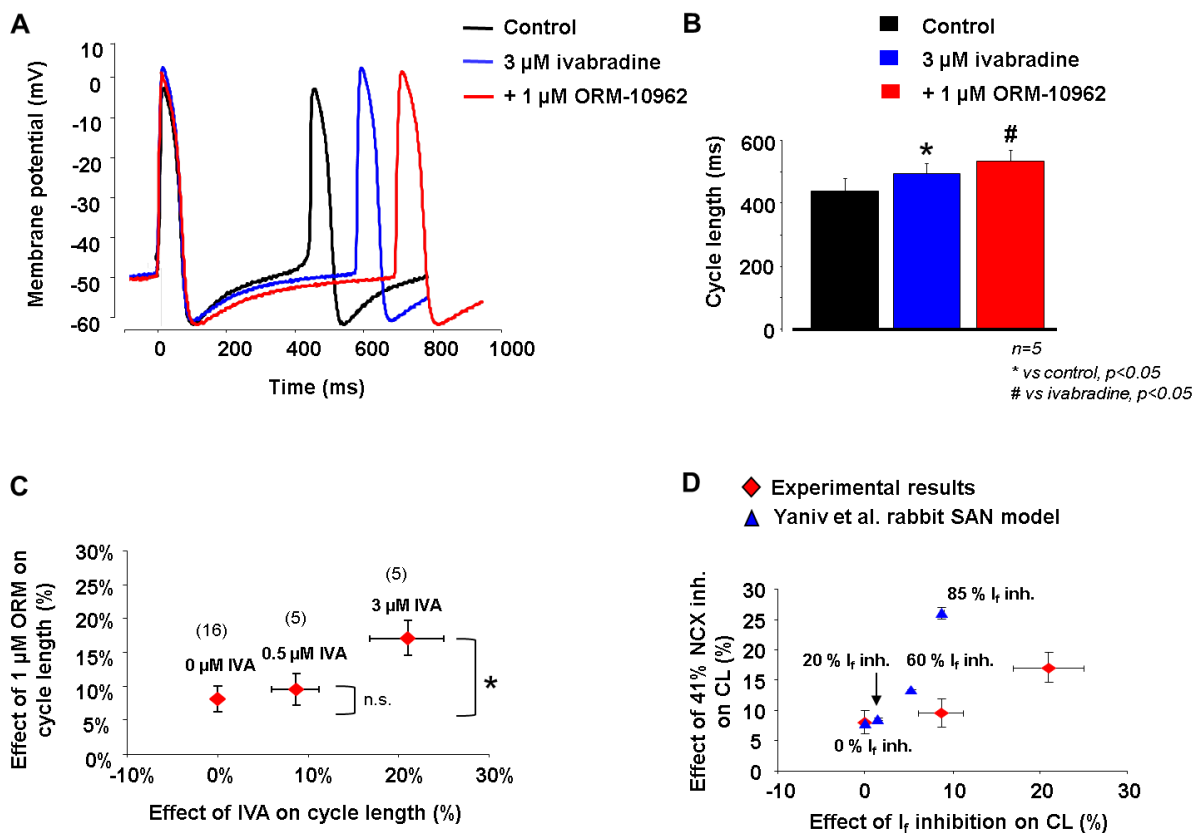 A
Control
3 µM ivabradine
+ 1 µM ORM-10962
Membrane potential (mV)
10
0
-10
-20
-30
-40
-50
-60
0
200
400
600
800
1000
Time (ms)
B
Control
3 µM ivabradine
+ 1 µM ORM-10962
Cycle length (ms)
600
400
200
0
*
#
n=5
* vs control, p<0.05
# vs ivabradine, p<0.05
C
Effect of 1 µM ORM on
cycle length (%)
30%
25%
20%
15%
10%
5%
0%
(16)
0 µM IVA
(5)
0.5 µM IVA
(5)
3 µM IVA
n.s.
*
-10%
0%
10%
20%
30%
Effect of IVA on cycle length (%)
D
Experimental results
Yaniv et al. rabbit SAN model
Effect of 41% NCX inh.
on CL (%)
30
25
20
15
10
5
0
85 % If inh.
20 % If inh.
60 % If inh.
0 % If inh.
-10
0
10
20
30
Effect of If inhibition on CL (%)